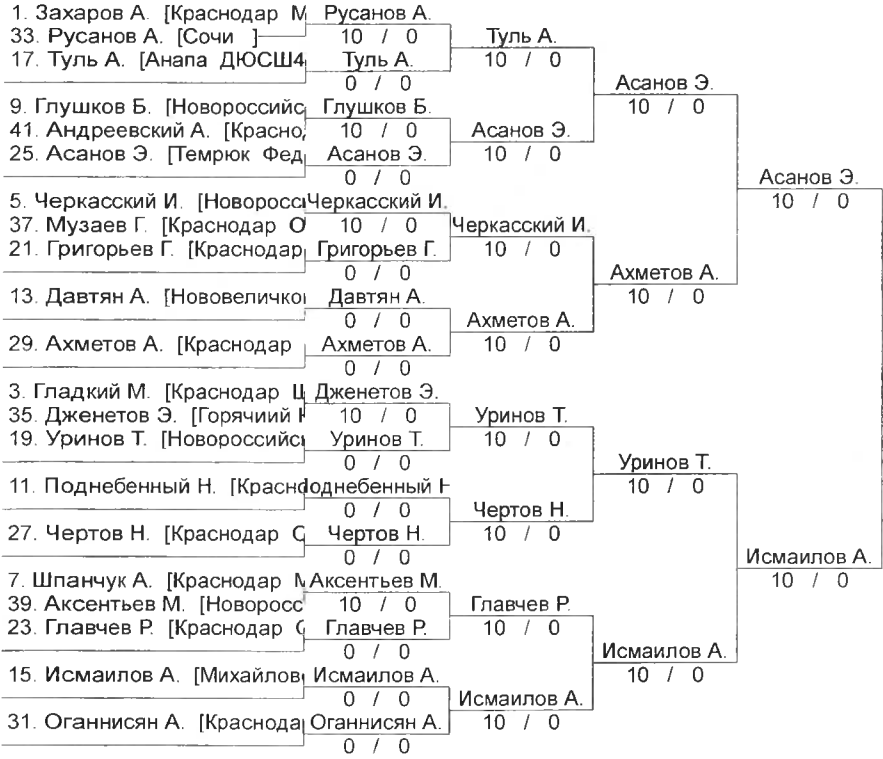 1. Захаров А. [Краснодар М Русанов А.
33. Русанов А. [Сочи ] 10 / 0 Туль А.
17. Туль А. [Анапа ДЮСШ4 Туль А. 10 / 0
0 / 0 Асанов Э.
9. Глушков Б. [Новороссийс Глушков Б. 10 / 0
41. Андреевский А. [Красно 10 / 0 Асанов Э.
25. Асанов Э. [Темрюк Фед Асанов Э. 10 / 0
0 / 0 Асанов Э.
5. Черкасский И. [Новоросс Черкасский И. 10 / 0
37. Музаев Г. [Краснодар О 10 / 0 Черкасский И.
21. Григорьев Г. [Краснодар Григорьев Г. 10 / 0
0 / 0 Ахметов А.
13. Давтян А. [Нововеличко Давтян А. 10 / 0
0 / 0 Ахметов А.
29. Ахметов А. [Краснодар Ахметов А. 10 / 0
0 / 0
3. Гладкий М. [Краснодар Дженетов Э.
35. Дженетов Э. [Горячиий 10 / 0 Уринов Т.
19. Уринов Т. [Новороссийс Уринов Т. 10 / 0
0 / 0 Уринов Т.
11. Поднебенный Н. [Красн однебенный 10 / 0
0 / 0 Чертов Н.
27. Чертов Н. [Краснодар С Чертов Н. 10 / 0
0 / 0 Исмаилов А.
7. Шпанчук А. [Краснодар Аксентьев М. 10 / 0
39. Аксентьев М. [Новоросс 10 / 0 Главчев Р.
23. Главчев Р. [Краснодар С Главчев Р. 10 / 0
0 / 0 Исмаилов А.
15. Исмаилов А. [Михайлов Исмаилов А. 10 / 0
0 / 0 Исмаилов А.
31. Оганнисян А. [Краснода Оганнисян А. 10 / 0
0 / 0